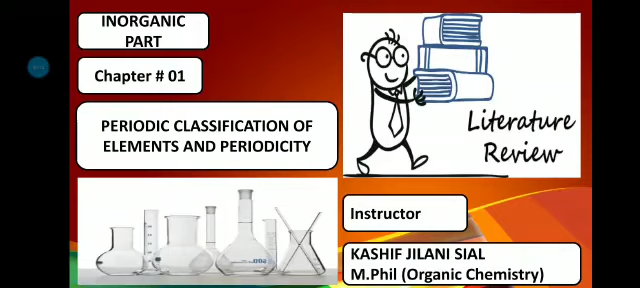 INORGANIC
PART
Chapter # 01
PERIODIC CLASSIFICATION OF
ELEMENTS AND PERIODICITY
Literature
Review
Instructor
KASHIF JILANI SIAL
M.Phil (Organic Chemistry)